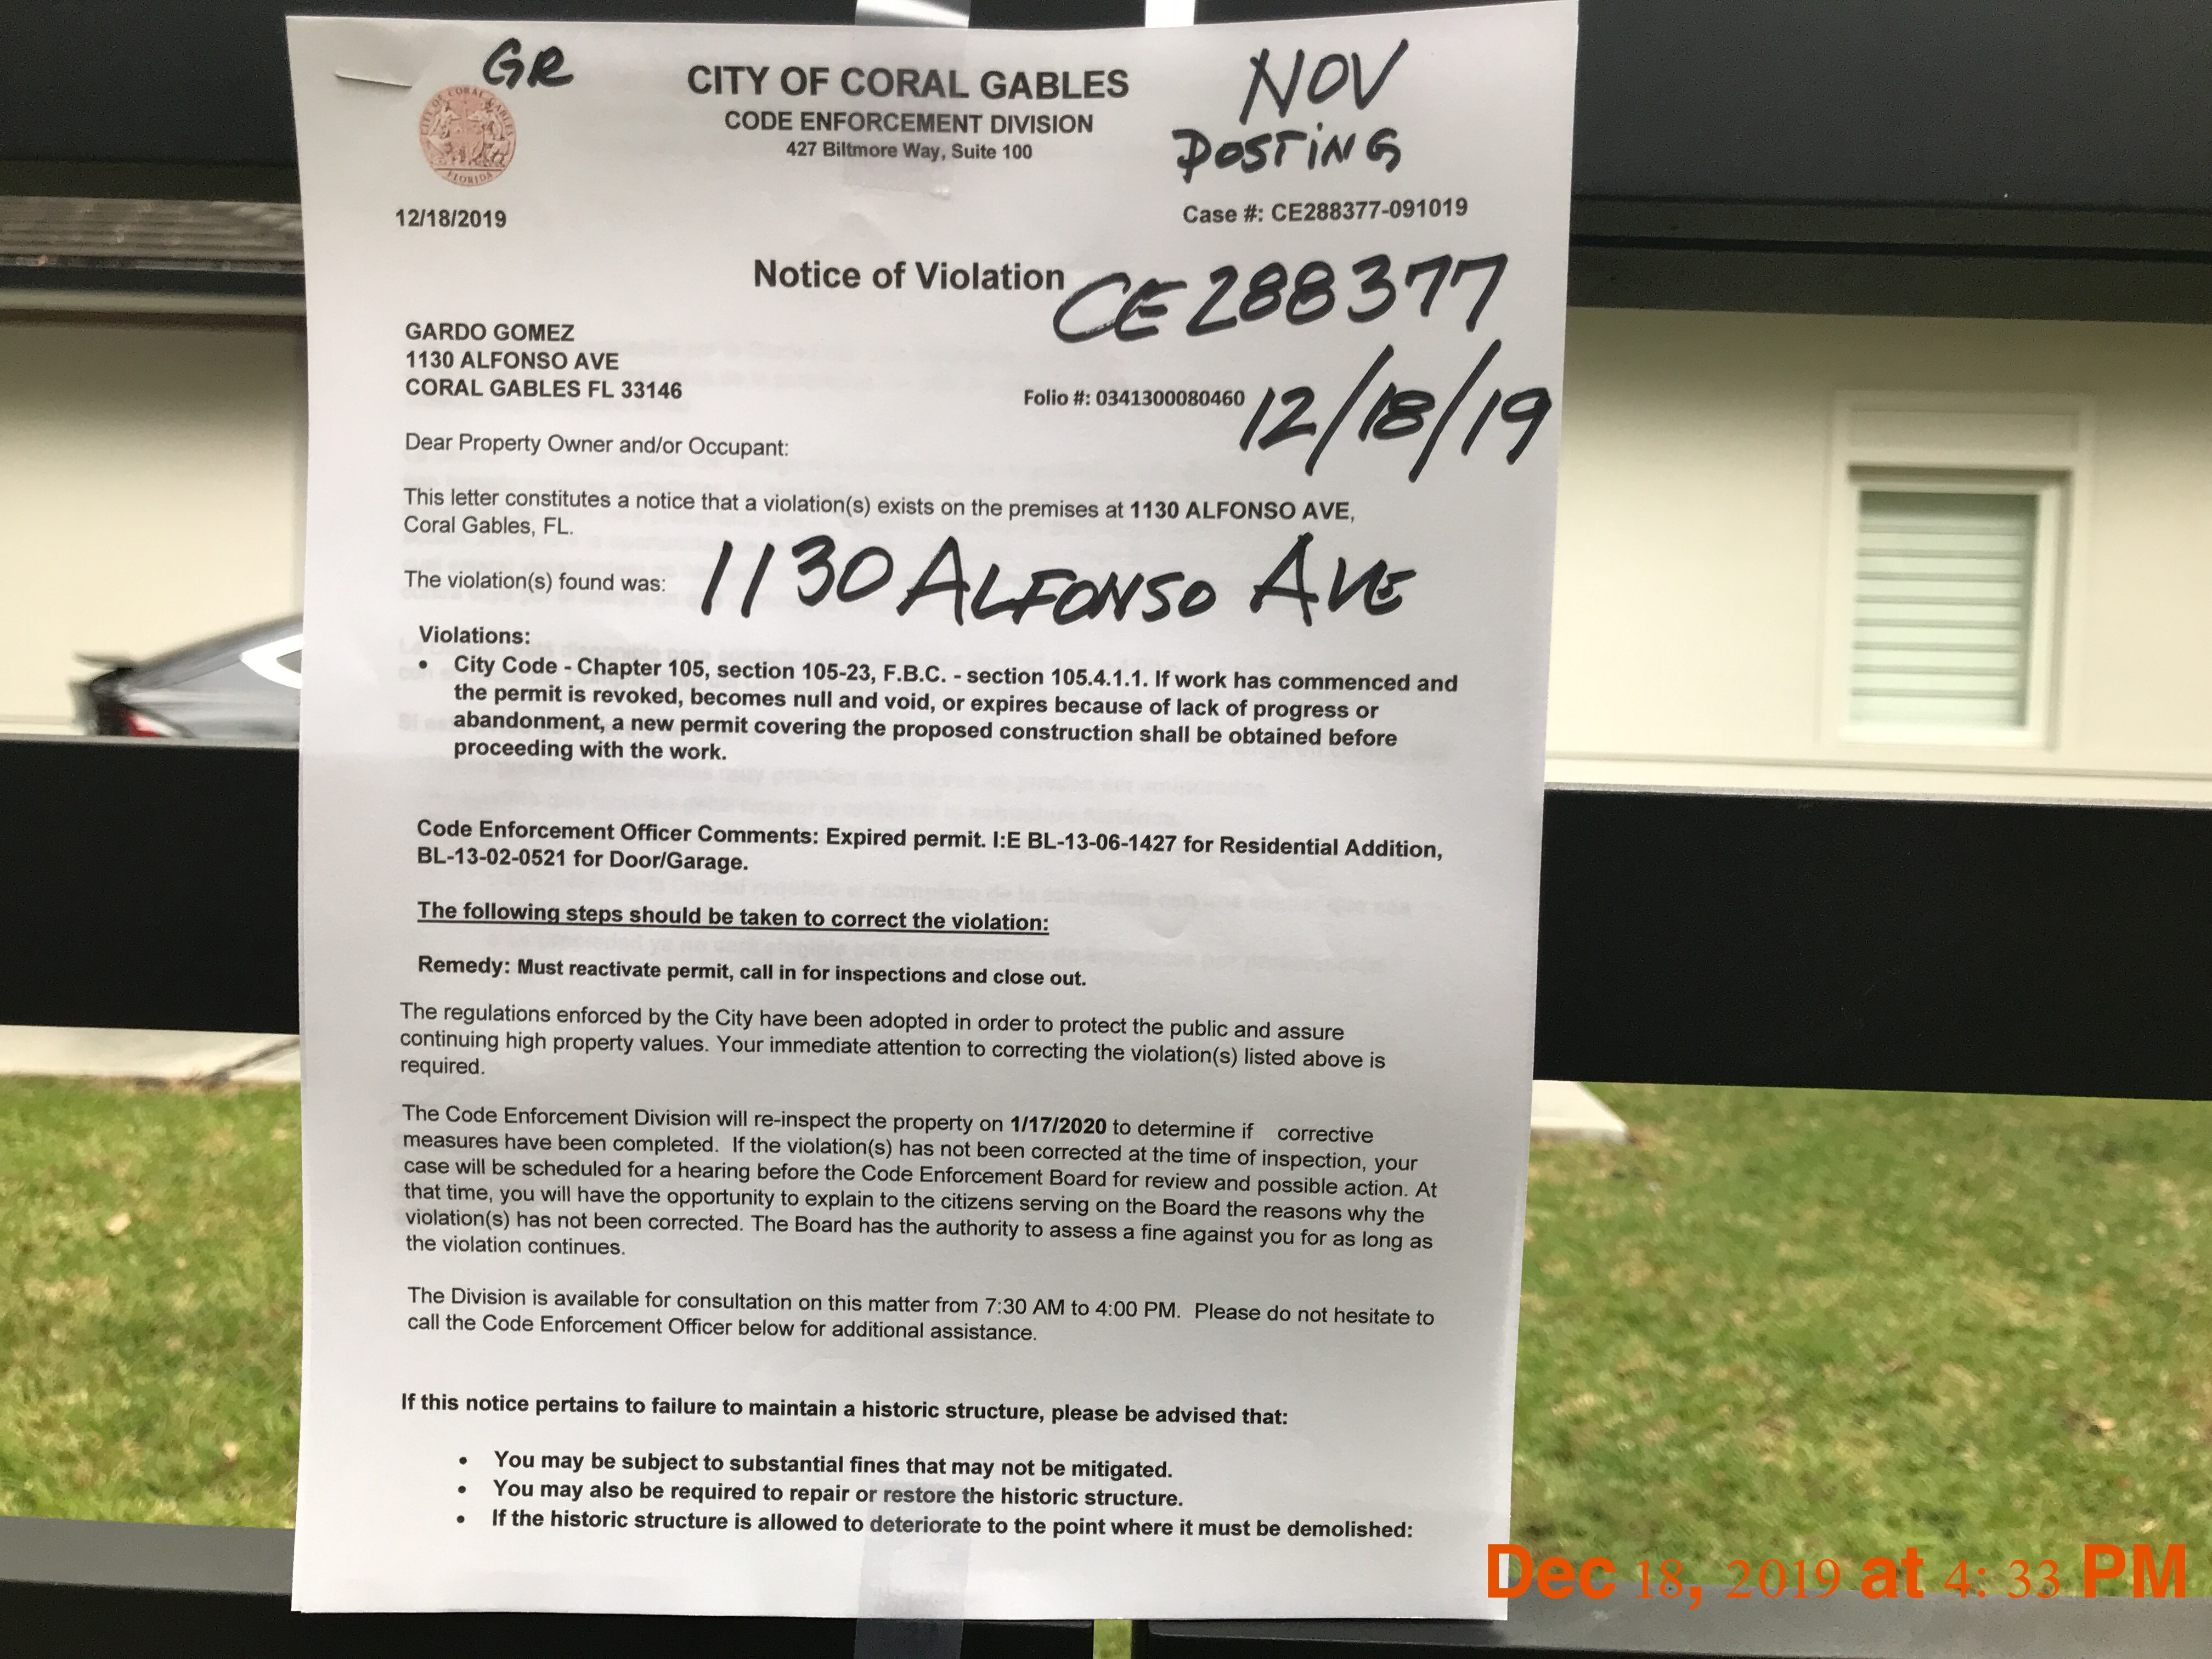 GR
CITY OF CORAL GABLES
CODE ENFORCEMENT DIVISION
427 Biltmore Way, Suite 100
NOV
POSTING
CITY OF CORAL GABLES
FLORIDA
12/18/2019
Case #: CE288377-091019
Notice of Violation
CE288377
GARDO GOMEZ
1130 ALFONSO AVE
CORAL GABLES FL 33146
Folio #: 0341300080460
12/18/19
Dear Property Owner and/or Occupant:
This letter constitutes a notice that a violation(s) exists on the premises at 1130 ALFONSO AVE,
Coral Gables, FL.
The violation(s) found was:
1130 ALFONSO AVE
Violations:
• City Code - Chapter 105, section 105-23, F.B.C. - section 105.4.1.1. If work has commenced and
the permit is revoked, becomes null and void, or expires because of lack of progress or
abandonment, a new permit covering the proposed construction shall be obtained before
proceeding with the work.
Code Enforcement Officer Comments: Expired permit. I:E BL-13-06-1427 for Residential Addition,
BL-13-02-0521 for Door/Garage.
The following steps should be taken to correct the violation:
Remedy: Must reactivate permit, call in for inspections and close out.
The regulations enforced by the City have been adopted in order to protect the public and assure
continuing high property values. Your immediate attention to correcting the violation(s) listed above is
required.
The Code Enforcement Division will re-inspect the property on 1/17/2020 to determine if corrective
measures have been completed. If the violation(s) has not been corrected at the time of inspection, your
case will be scheduled for a hearing before the Code Enforcement Board for review and possible action. At
that time, you will have the opportunity to explain to the citizens serving on the Board the reasons why the
violation(s) has not been corrected. The Board has the authority to assess a fine against you for as long as
the violation continues.
The Division is available for consultation on this matter from 7:30 AM to 4:00 PM. Please do not hesitate to
call the Code Enforcement Officer below for additional assistance.
If this notice pertains to failure to maintain a historic structure, please be advised that:
• You may be subject to substantial fines that may not be mitigated.
• You may also be required to repair or restore the historic structure.
• If the historic structure is allowed to deteriorate to the point where it must be demolished:
Dec 18, 2019 at 4: 33 PM